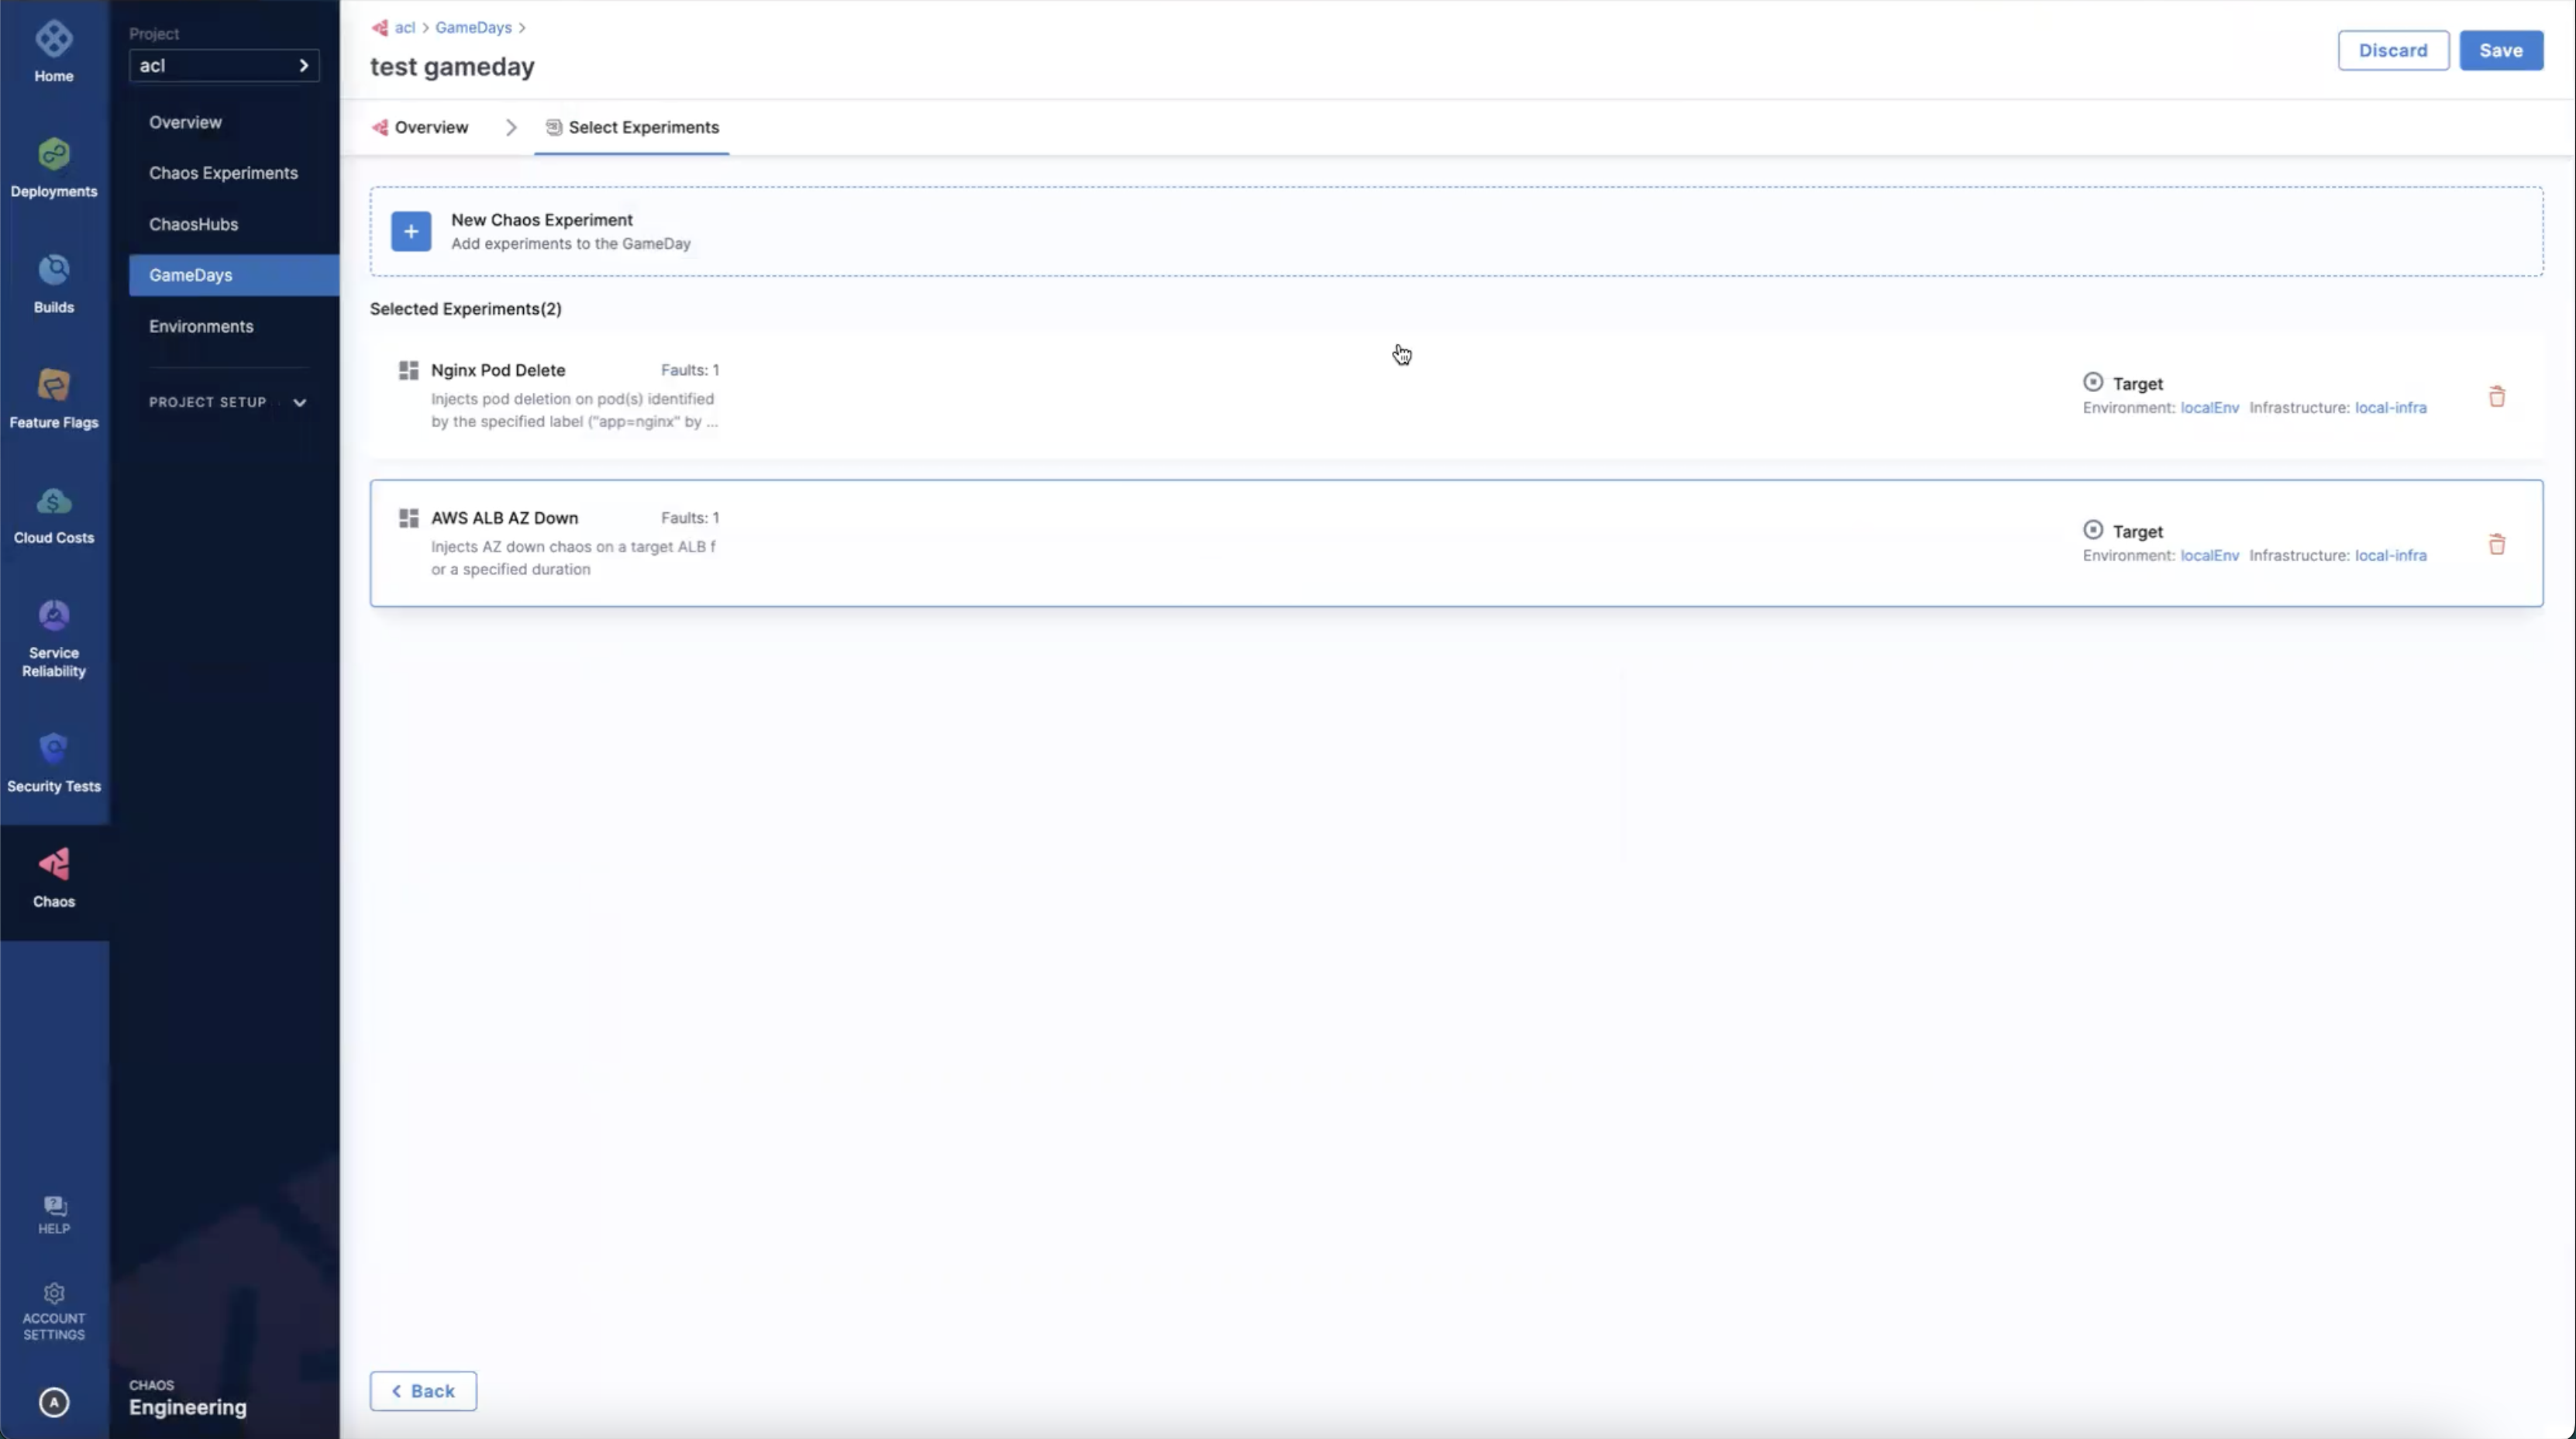 Home
Deployments
Builds
Feature Flags
Cloud Costs
Service
Reliability
Security Tests
Chaos
HELP
ACCOUNT
SETTINGS
A
Project
acl
Overview
Chaos Experiments
ChaosHubs
GameDays
Environments
PROJECT SETUP
CHAOS
Engineering
acl > GameDays >
test gameday
Discard
Save
Overview
Select Experiments
New Chaos Experiment
Add experiments to the GameDay
Selected Experiments(2)
Nginx Pod Delete Faults: 1
Injects pod deletion on pod(s) identified
by the specified label ("app=nginx" by ...
Target
Environment: localEnv Infrastructure: local-infra
AWS ALB AZ Down Faults: 1
Injects AZ down chaos on a target ALB f
or a specified duration
Target
Environment: localEnv Infrastructure: local-infra
Back